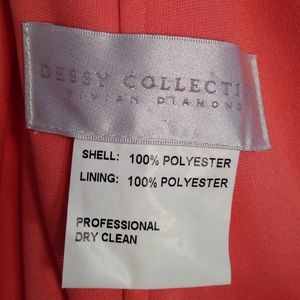 DESSY COLLECTI
VIVIAN DIAMOND
SHELL: 100% POLYESTER
LINING: 100% POLYESTER
PROFESSIONAL
DRY CLEAN